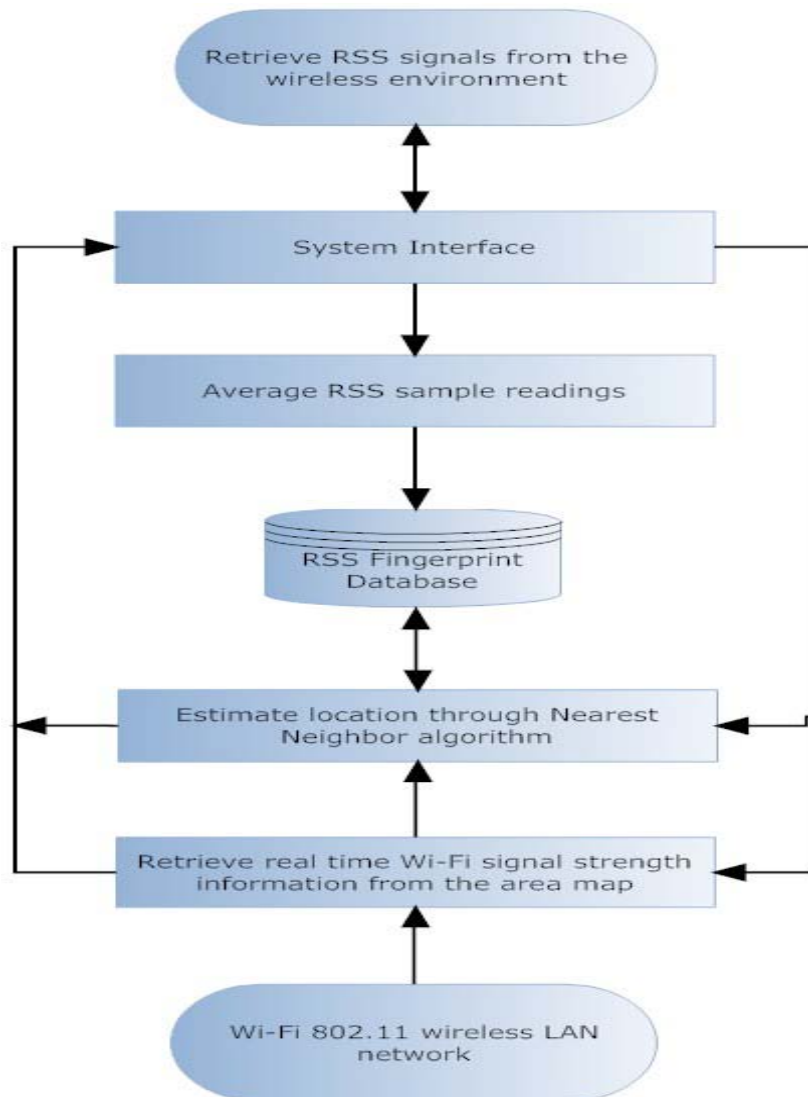 Retrieve RSS signals from the
wireless environment
System Interface
Average RSS sample readings
RSS Fingerprint
Database
Estimate location through Nearest
Neighbor algorithm
Retrieve real time Wi-Fi signal strength
information from the area map
Wi-Fi 802.11 wireless LAN
network